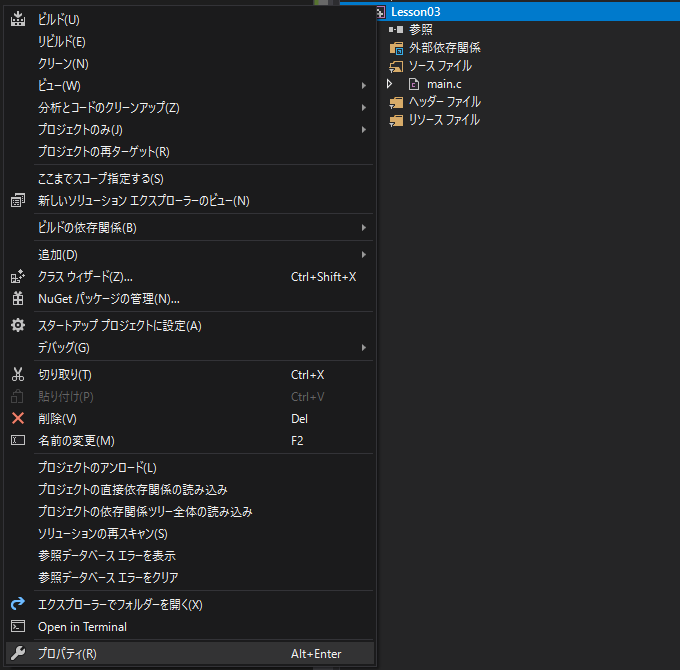 ビルド(U)
リビルド(E)
クリーン(N)
ビュー(W)
分析とコードのクリーンアップ(Z)
プロジェクトのみ(J)
プロジェクトの再ターゲット(R)
ここまでスコープ指定する(S)
新しいソリューション エクスプローラーのビュー(N)
ビルドの依存関係(B)
追加(D)
クラス ウィザード(Z)... Ctrl+Shift+X
NuGet パッケージの管理(N)...
スタートアップ プロジェクトに設定(A)
デバッグ(G)
切り取り(T) Ctrl+X
貼り付け(P) Ctrl+V
削除(V) Del
名前の変更(M) F2
プロジェクトのアンロード(L)
プロジェクトの直接依存関係の読み込み
プロジェクトの依存関係ツリー全体の読み込み
ソリューションの再スキャン(S)
参照データベース エラーを表示
参照データベース エラーをクリア
エクスプローラーでフォルダーを開く(X)
Open in Terminal
プロパティ(R) Alt+Enter
Lesson03
参照
外部依存関係
ソース ファイル
main.c
ヘッダー ファイル
リソース ファイル